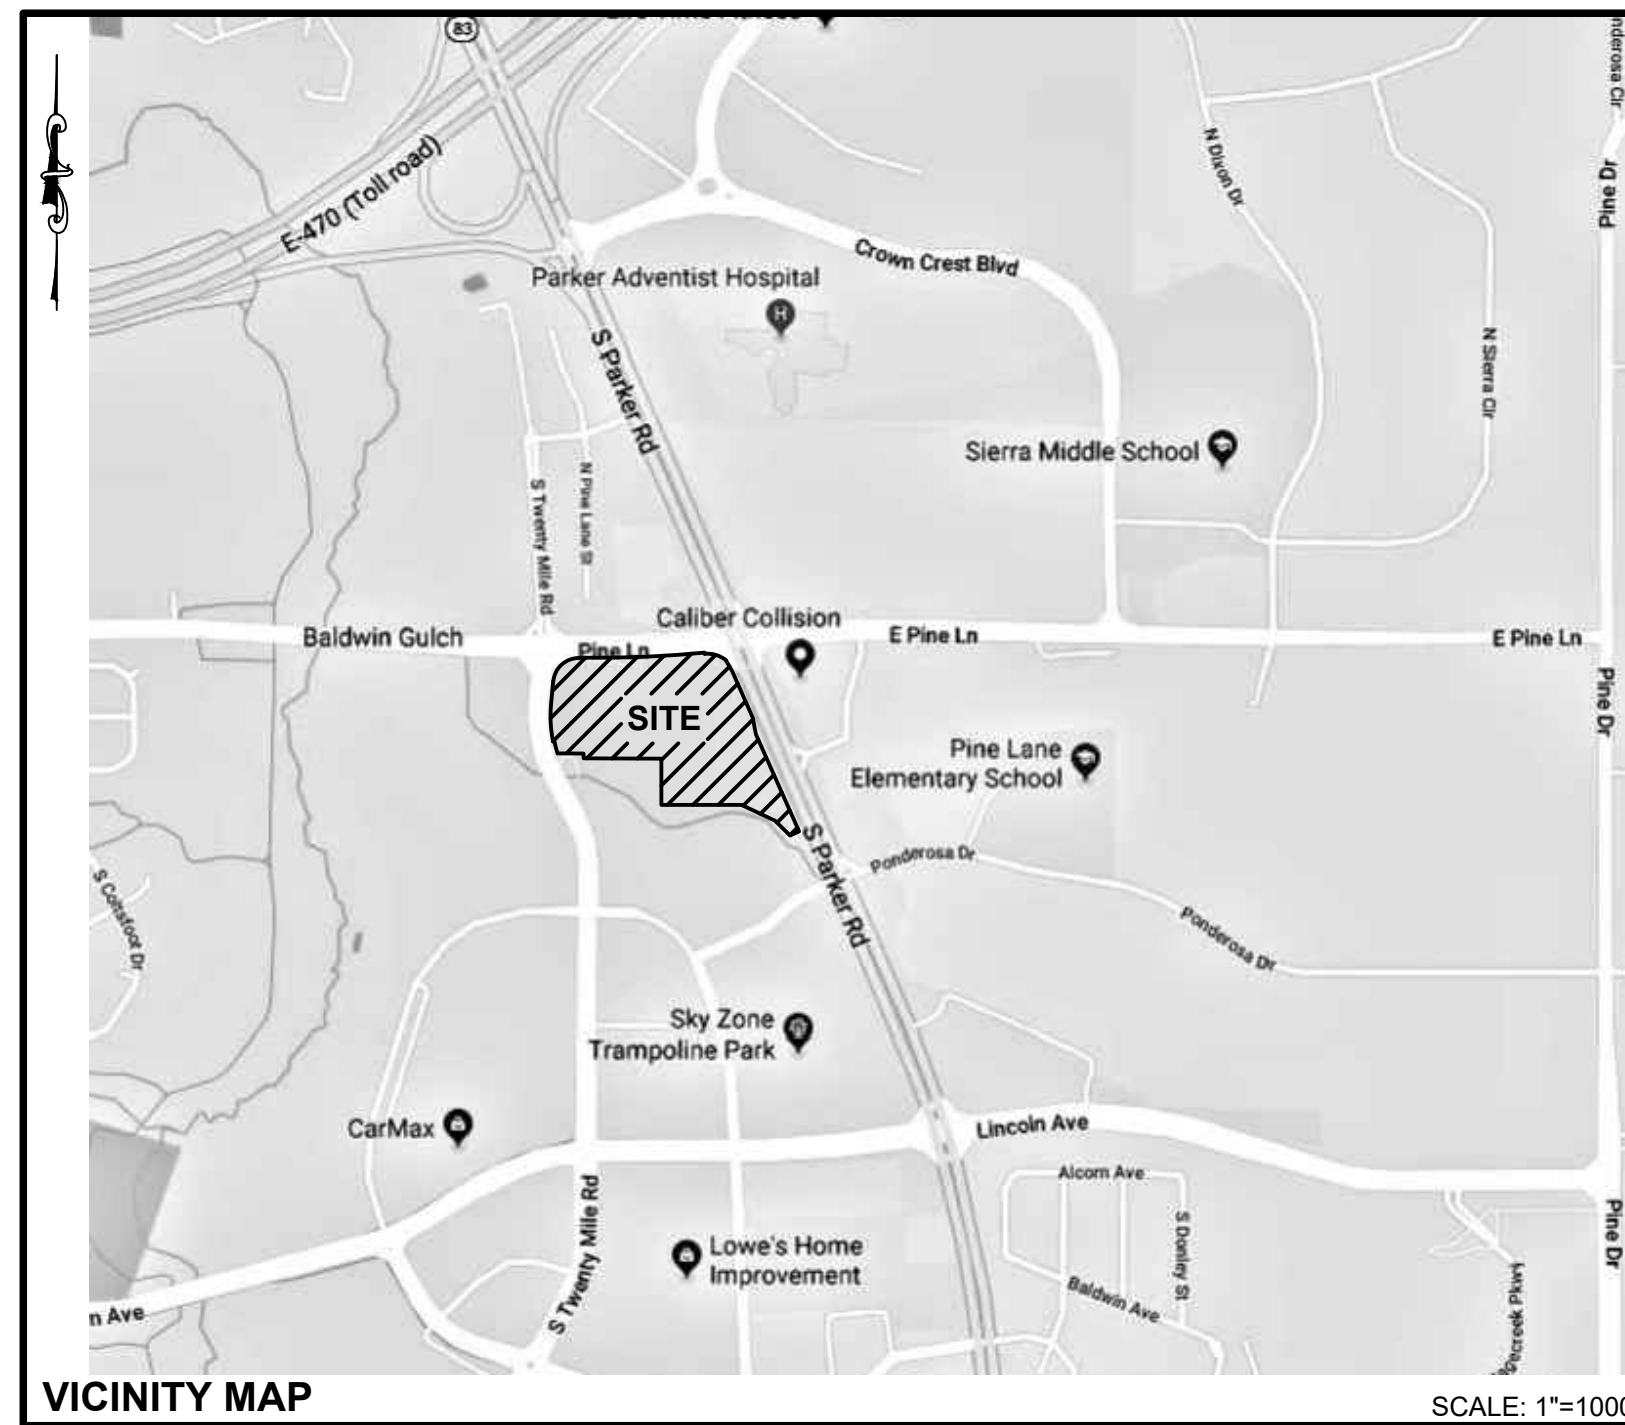 83
E-470 (Toll road)
Crown Crest Blvd
N Dixon Dr
Pine Dr
Parker Adventist Hospital
H
S Parker Rd
N Sierra Cir
Sierra Middle School
S Twenty Mile Rd
N Pine Lane St
Caliber Collision
Baldwin Gulch
Pine Ln
E Pine Ln
E Pine Ln
SITE
Pine Dr
Pine Lane
Elementary School
S Parker Rd
Ponderosa Dr
Ponderosa Dr
S Coltsfoot Dr
Sky Zone
Trampoline Park
CarMax
Lincoln Ave
Alcorn Ave
S Twenty Mile Rd
S Donley St
Pine Dr
Lowe's Home
Improvement
Baldwin Ave
n Ave
VICINITY MAP
SCALE: 1"=1000